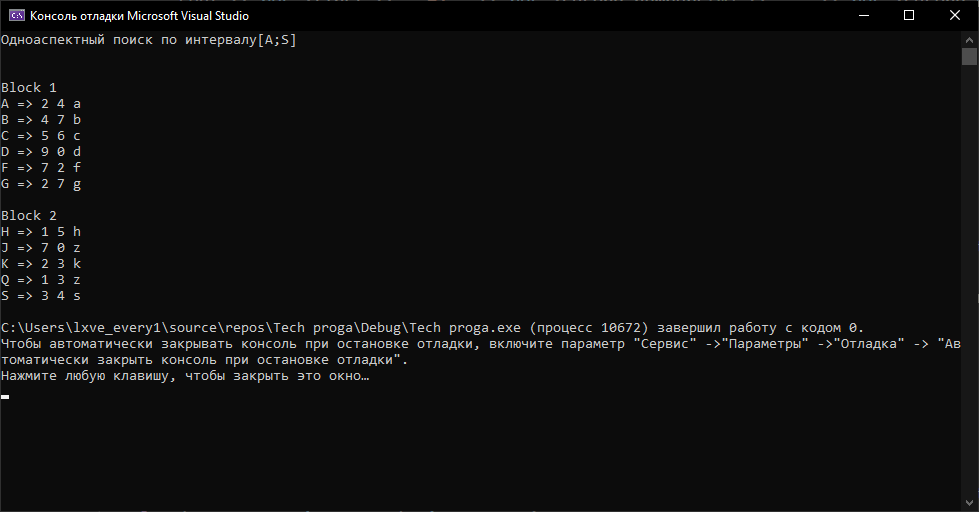 Консоль отладки Microsoft Visual Studio
Одноаспектный поиск по интервалу[A;S]
Block 1
A => 2 4 a
B => 4 7 b
C => 5 6 c
D => 9 0 d
F => 7 2 f
G => 2 7 g
Block 2
H => 1 5 h
J => 7 0 z
K => 2 3 k
Q => 1 3 z
S => 3 4 s
C:\Users\lxve_every1\source\repos\Tech proga\Debug\Tech proga.exe (процесс 10672) завершил работу с кодом 0.
Чтобы автоматически закрывать консоль при остановке отладки, включите параметр "Сервис" ->"Параметры" ->"Отладка" -> "Ав
томатически закрыть консоль при остановке отладки".
Нажмите любую клавишу, чтобы закрыть это окно…